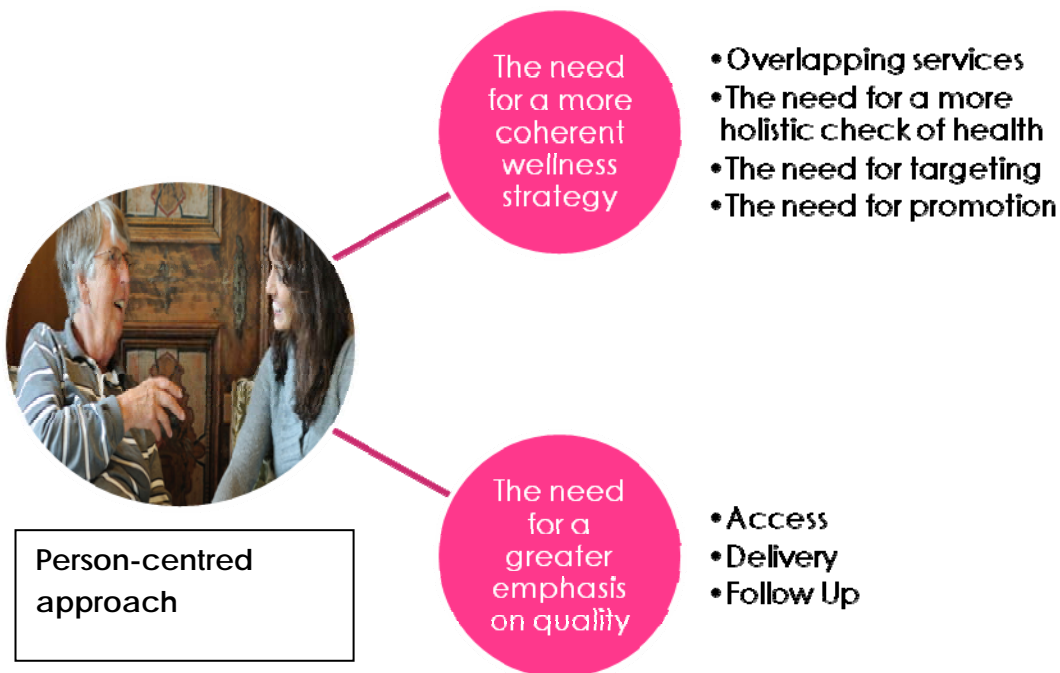 The need
for a more
coherent
wellness
strategy
•Overlapping services
•The need for a more
holistic check of health
•The need for targeting
•The need for promotion
Person-centred
approach
The need
for a
greater
emphasis
on quality
•Access
•Delivery
•Follow Up